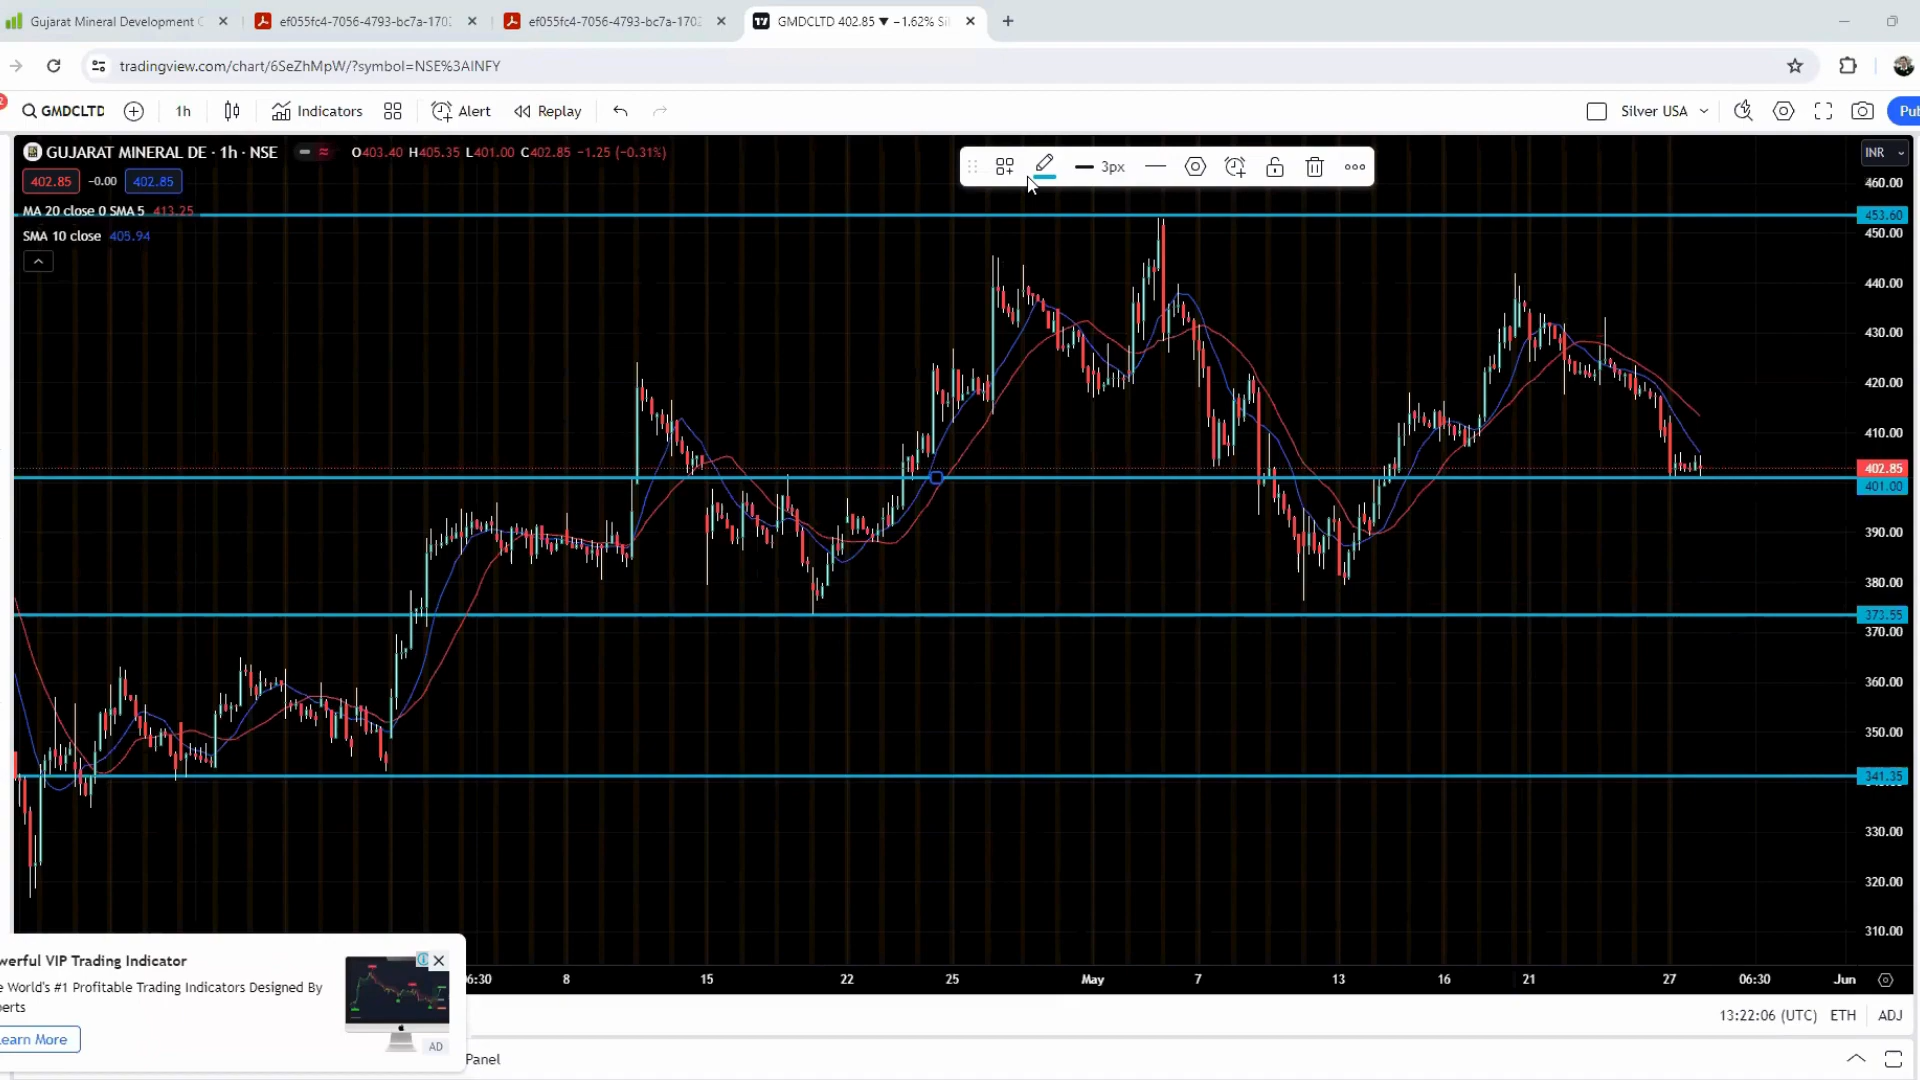 Gujarat Mineral Development C
ef055fc4-7056-4793-bc7a-170
ef055fc4-7056-4793-bc7a-170
GMDCLTD 402.85 ▼ −1.62% Sil
tradingview.com/chart/6SeZhMpW/?symbol=NSE%3AINFY
2
GMDCLTD
1h
Indicators
Alert
Replay
Silver USA
Pub
GUJARAT MINERAL DE · 1h · NSE
O403.40 H405.35 L401.00 C402.85 −1.25 (−0.31%)
INR
402.85 −0.00 402.85
3px
MA 20 close 0 SMA 5 413.25
SMA 10 close 405.94
460.00
453.60
450.00
440.00
430.00
420.00
410.00
402.85
401.00
390.00
380.00
373.55
370.00
360.00
350.00
341.35
330.00
320.00
310.00
06:30 8 15 22 25 May 7 13 16 21 27 06:30 Jun
werful VIP Trading Indicator
e World's #1 Profitable Trading Indicators Designed By
perts
Learn More
AD
13:22:06 (UTC) ETH ADJ
Panel